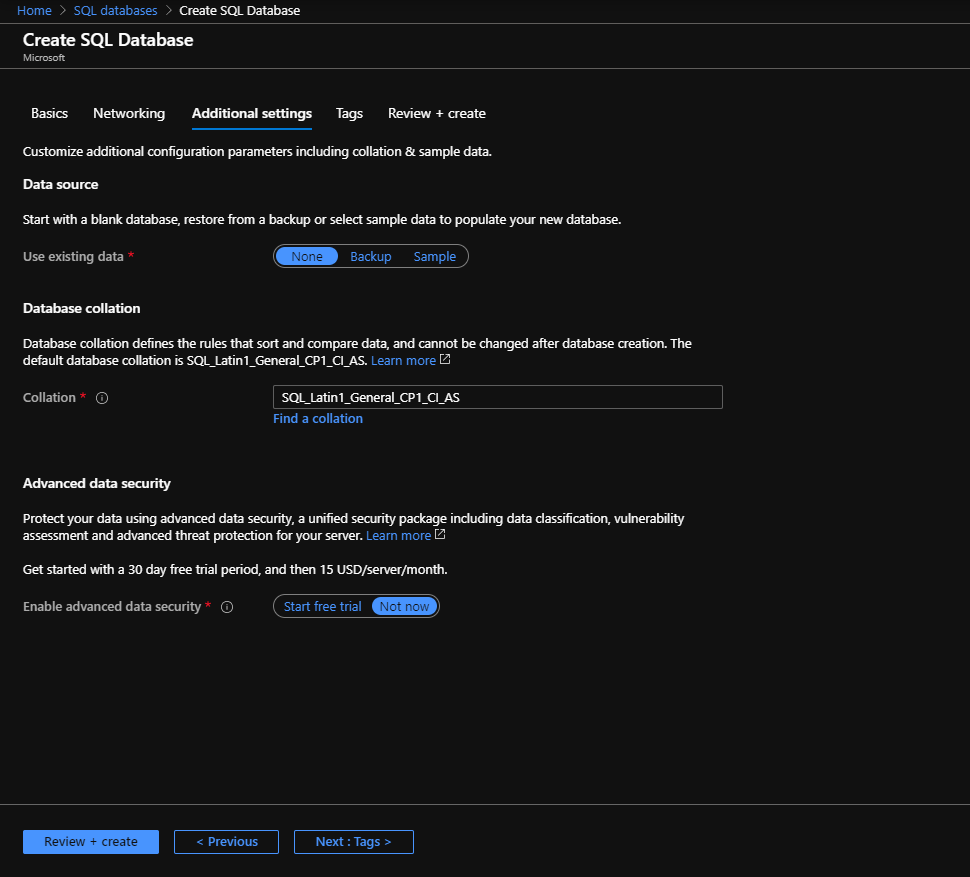 Home > SQL databases > Create SQL Database
Create SQL Database
Microsoft
Basics Networking Additional settings Tags Review + create
Customize additional configuration parameters including collation & sample data.
Data source
Start with a blank database, restore from a backup or select sample data to populate your new database.
Use existing data * None Backup Sample
Database collation
Database collation defines the rules that sort and compare data, and cannot be changed after database creation. The
default database collation is SQL_Latin1_General_CP1_CI_AS. Learn more
Collation * SQL_Latin1_General_CP1_CI_AS
Find a collation
Advanced data security
Protect your data using advanced data security, a unified security package including data classification, vulnerability
assessment and advanced threat protection for your server. Learn more
Get started with a 30 day free trial period, and then 15 USD/server/month.
Enable advanced data security * Start free trial Not now
Review + create < Previous Next : Tags >